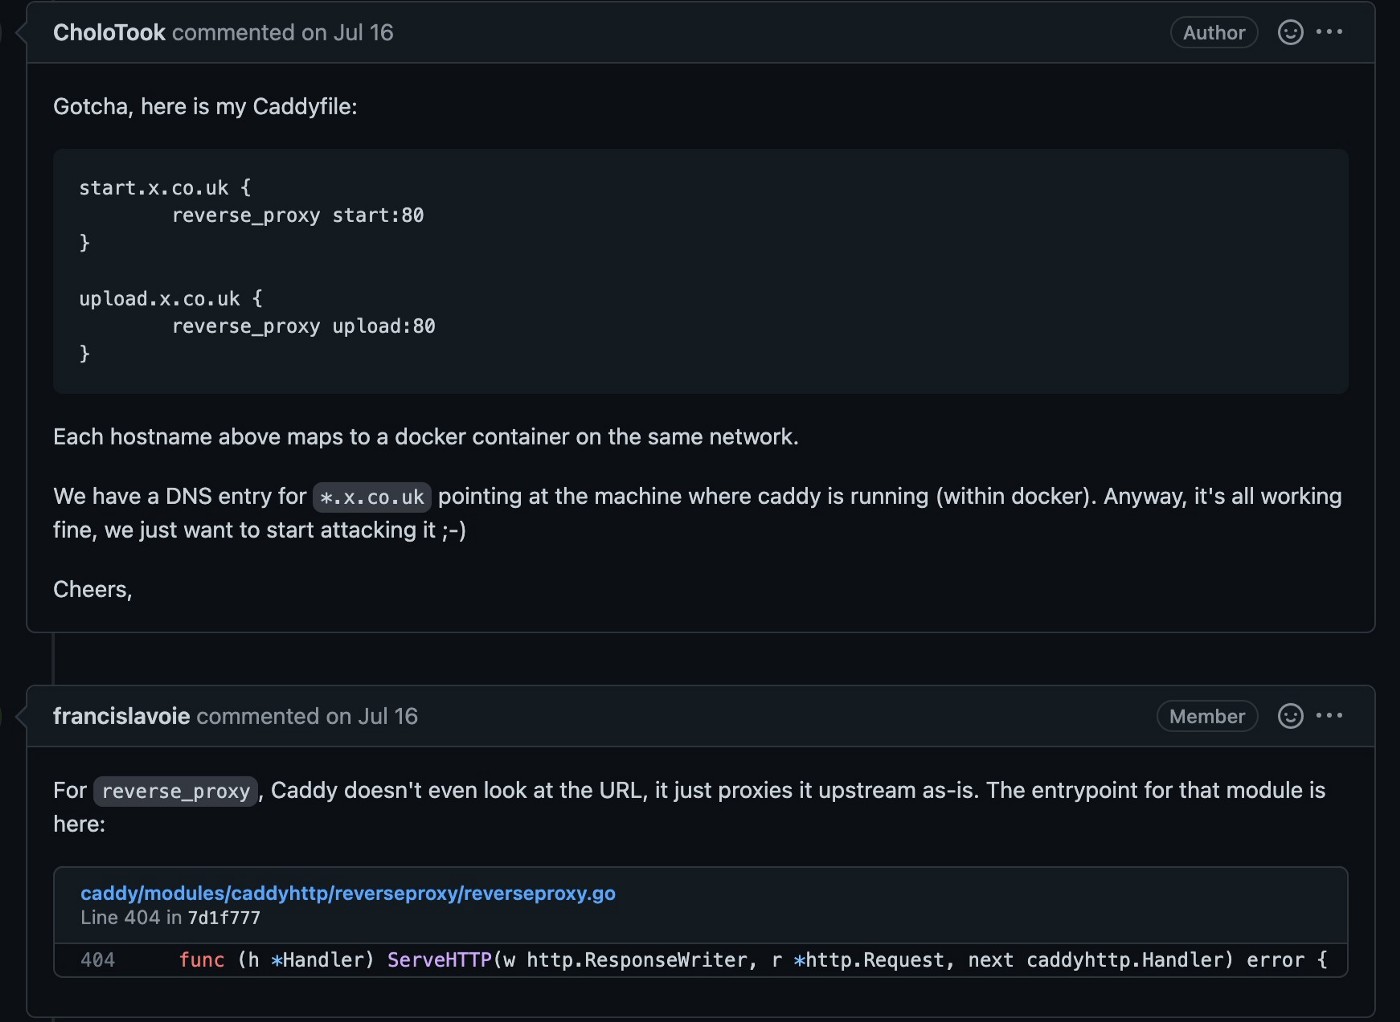 CholoTook commented on Jul 16
Author
Gotcha, here is my Caddyfile:
start.x.co.uk {
        reverse_proxy start:80
}
upload.x.co.uk {
        reverse_proxy upload:80
}
Each hostname above maps to a docker container on the same network.
We have a DNS entry for *.x.co.uk pointing at the machine where caddy is running (within docker). Anyway, it's all working
fine, we just want to start attacking it ;-)
Cheers,
francislavoie commented on Jul 16
Member
For reverse_proxy, Caddy doesn't even look at the URL, it just proxies it upstream as-is. The entrypoint for that module is
here:
caddy/modules/caddyhttp/reverseproxy/reverseproxy.go
Line 404 in 7d1f777
404 func (h *Handler) ServeHTTP(w http.ResponseWriter, r *http.Request, next caddyhttp.Handler) error {